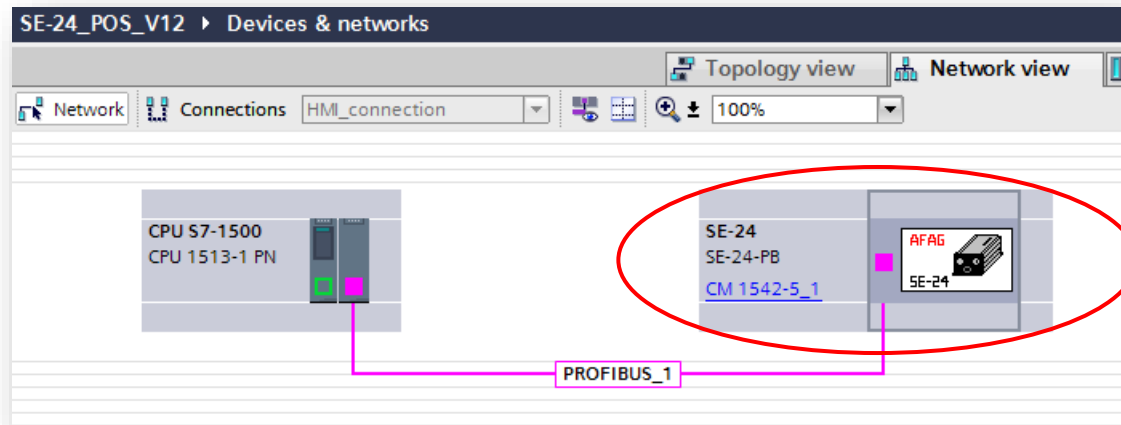 SE-24_POS_V12 ▸ Devices & networks
Topology view
Network view
Network
Connections
HMI_connection
100%
CPU S7-1500
CPU 1513-1 PN
SE-24
SE-24-PB
CM 1542-5_1
AFAG
SE-24
PROFIBUS_1